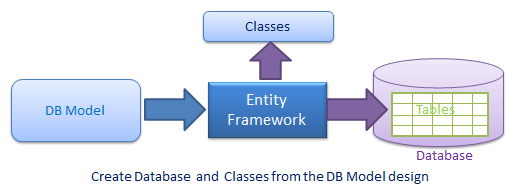 Classes
DB Model
Entity
Framework
Tables
Database
Create Database and Classes from the DB Model design